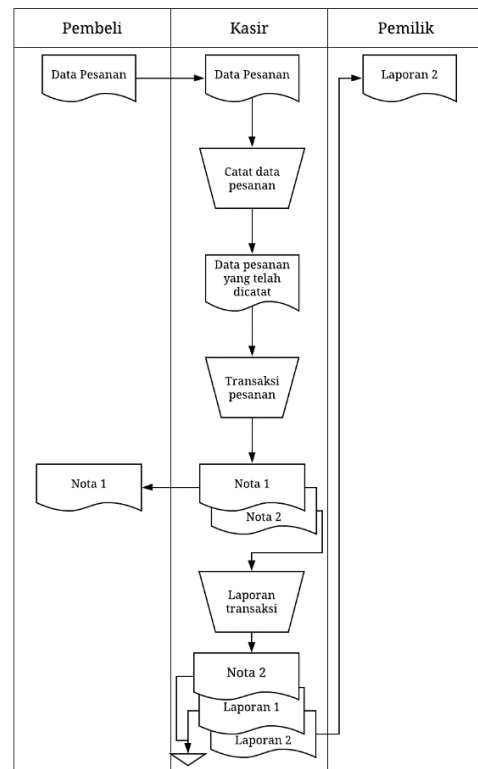 Pembeli
Kasir
Pemilik
Data Pesanan
Data Pesanan
Laporan 2
Catat data
pesanan
Data pesanan
yang telah
dicatat
Transaksi
pesanan
Nota 1
Nota 1
Nota 2
Laporan
transaksi
Nota 2
Laporan 1
Laporan 2